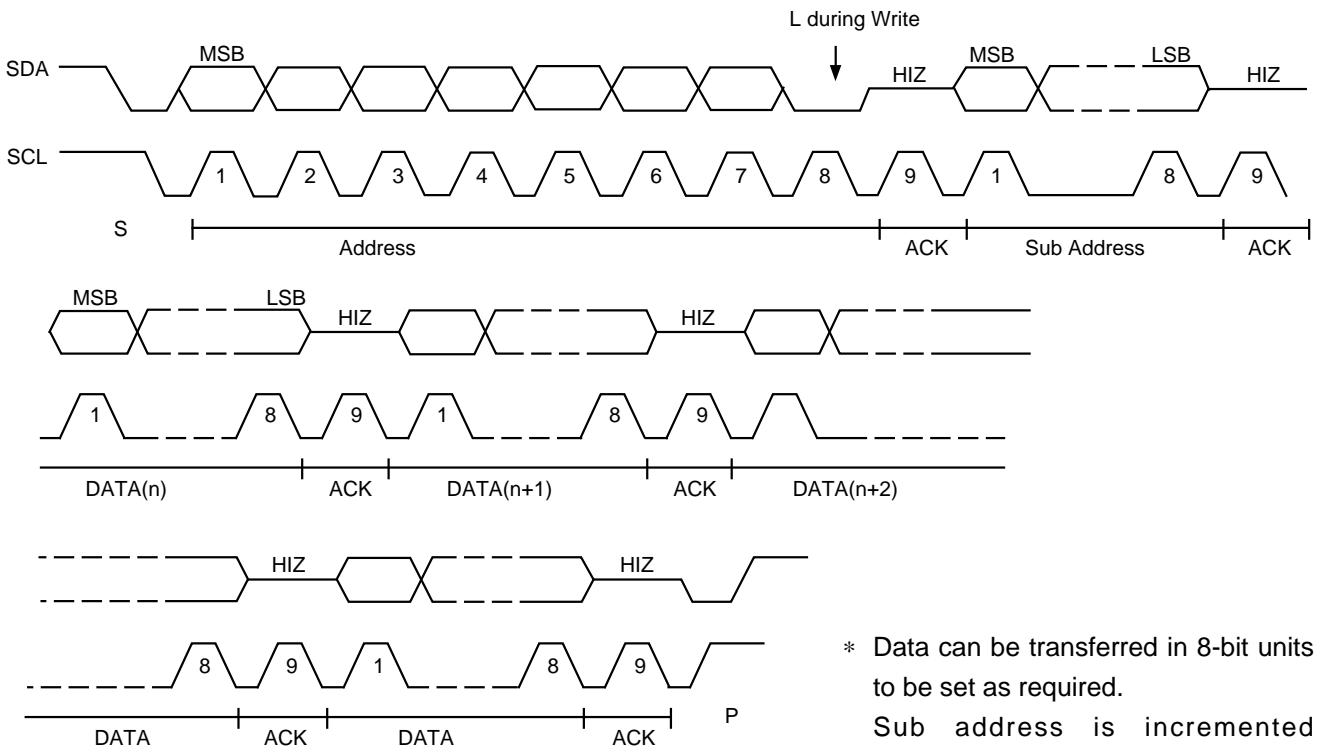 L during Write
SDA MSB HIZ MSB LSB HIZ
SCL 1 2 3 4 5 6 7 8 9 1 8 9
S Address ACK Sub Address ACK
MSB LSB HIZ HIZ
1 8 9 1 8 9
DATA(n) ACK DATA(n+1) ACK DATA(n+2)
HIZ HIZ
8 9 1 8 9
DATA ACK DATA ACK P
* Data can be transferred in 8-bit units
to be set as required.
Sub address is incremented